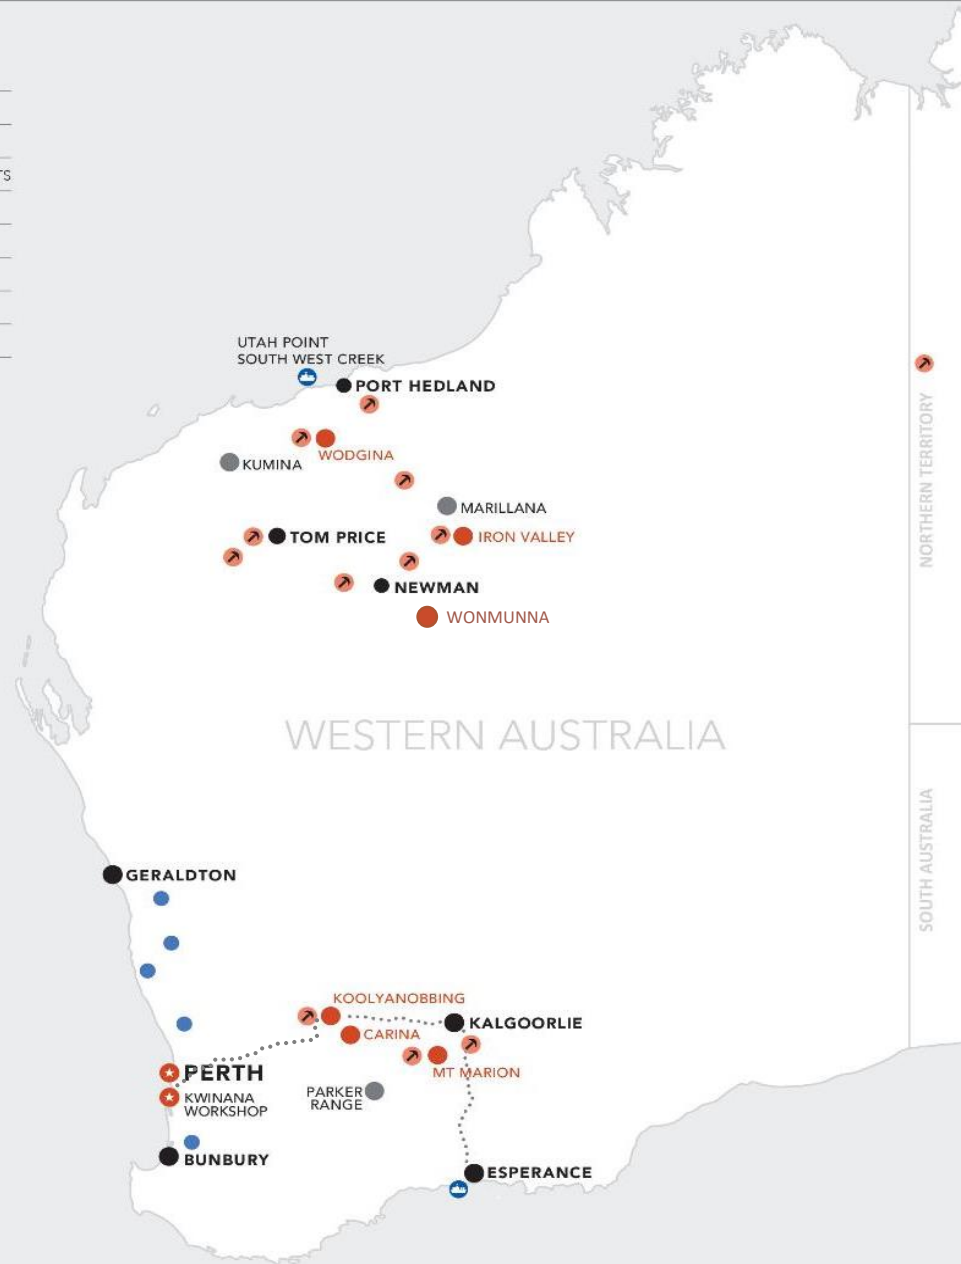 TS
UTAH POINT
SOUTH WEST CREEK
PORT HEDLAND
WODGINA
KUMINA
MARILLANA
TOM PRICE
IRON VALLEY
NEWMAN
WONMUNNA
NORTHERN TERRITORY
WESTERN AUSTRALIA
SOUTH AUSTRALIA
GERALDTON
KOOLYANOBBING
KALGOORLIE
CARINA
MT MARION
PERTH
KWINANA
WORKSHOP
PARKER
RANGE
BUNBURY
ESPERANCE